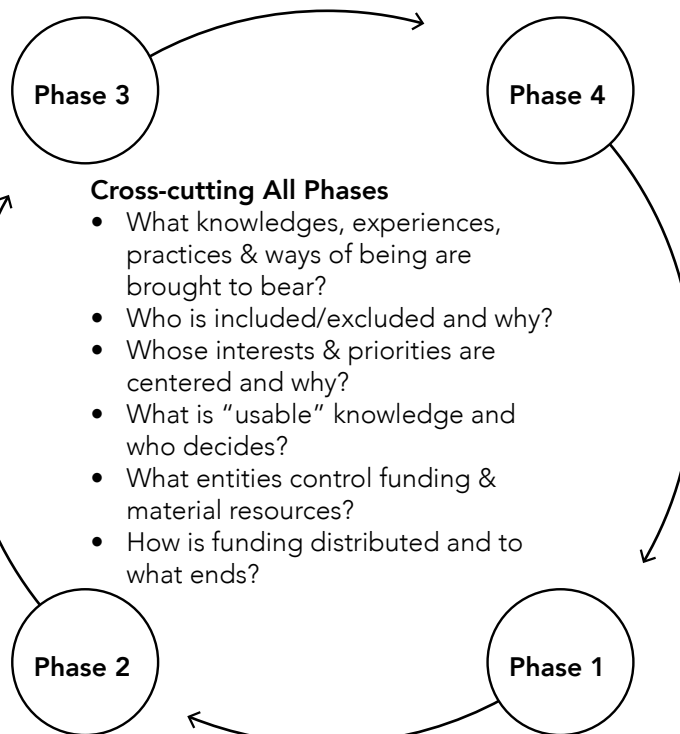 Phase 3
Phase 4
Cross-cutting All Phases
• What knowledges, experiences,
practices & ways of being are
brought to bear?
• Who is included/excluded and why?
• Whose interests & priorities are
centered and why?
• What is “usable” knowledge and
who decides?
• What entities control funding &
material resources?
• How is funding distributed and to
what ends?
Phase 2
Phase 1